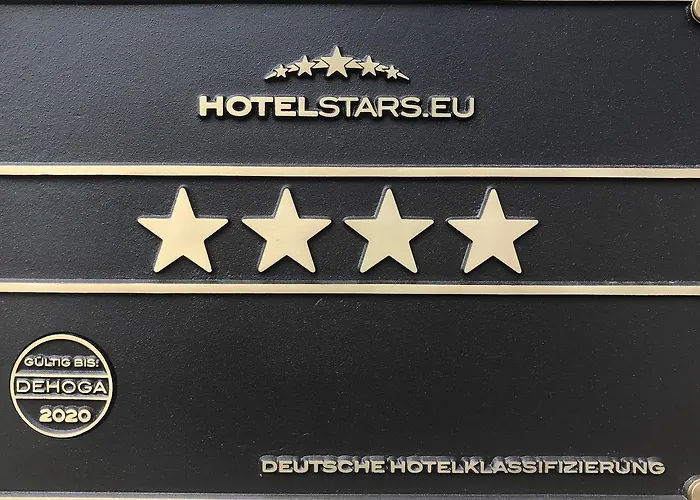 HOTELSTARS.EU
GÜLTIG BIS:
DEHOGA
2020
DEUTSCHE HOTELKLASSIFIZIERUNG